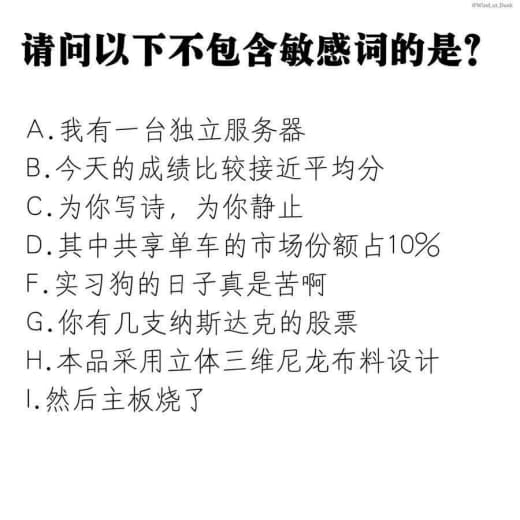 @Wind_at_Dusk
请问以下不包含敏感词的是？
A.我有一台独立服务器
B.今天的成绩比较接近平均分
C.为你写诗，为你静止
D.其中共享单车的市场份额占10%
F.实习狗的日子真是苦啊
G.你有几支纳斯达克的股票
H.本品采用立体三维尼龙布料设计
I.然后主板烧了